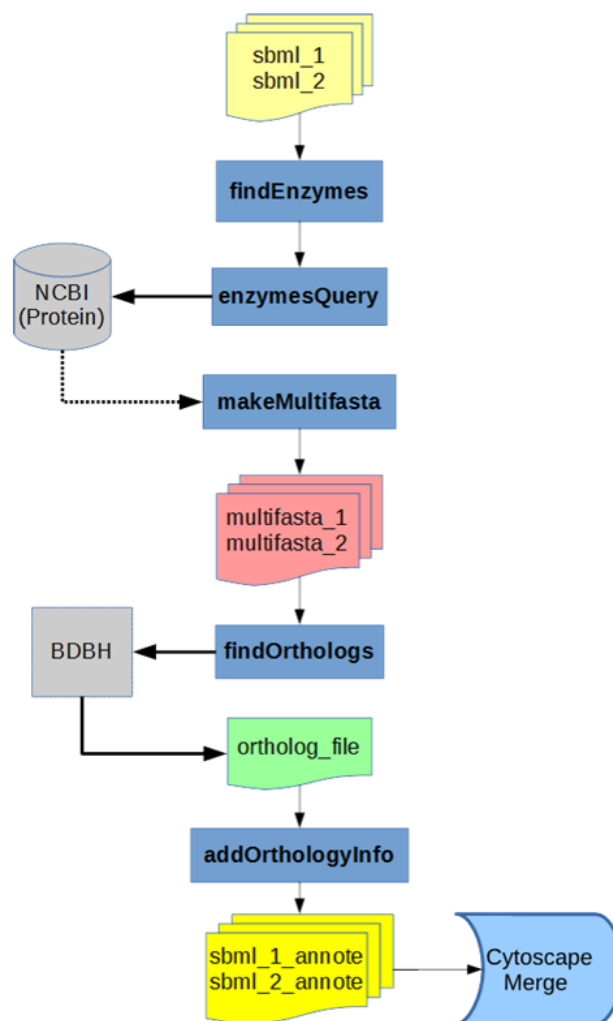 sbml_1
sbml_2
findEnzymes
NCBI
(Protein)
enzymesQuery
makeMultifasta
multifasta_1
multifasta_2
BDBH
findOrthologs
ortholog_file
addOrthologyInfo
sbml_1_annote
sbml_2_annote
Cytoscape
Merge